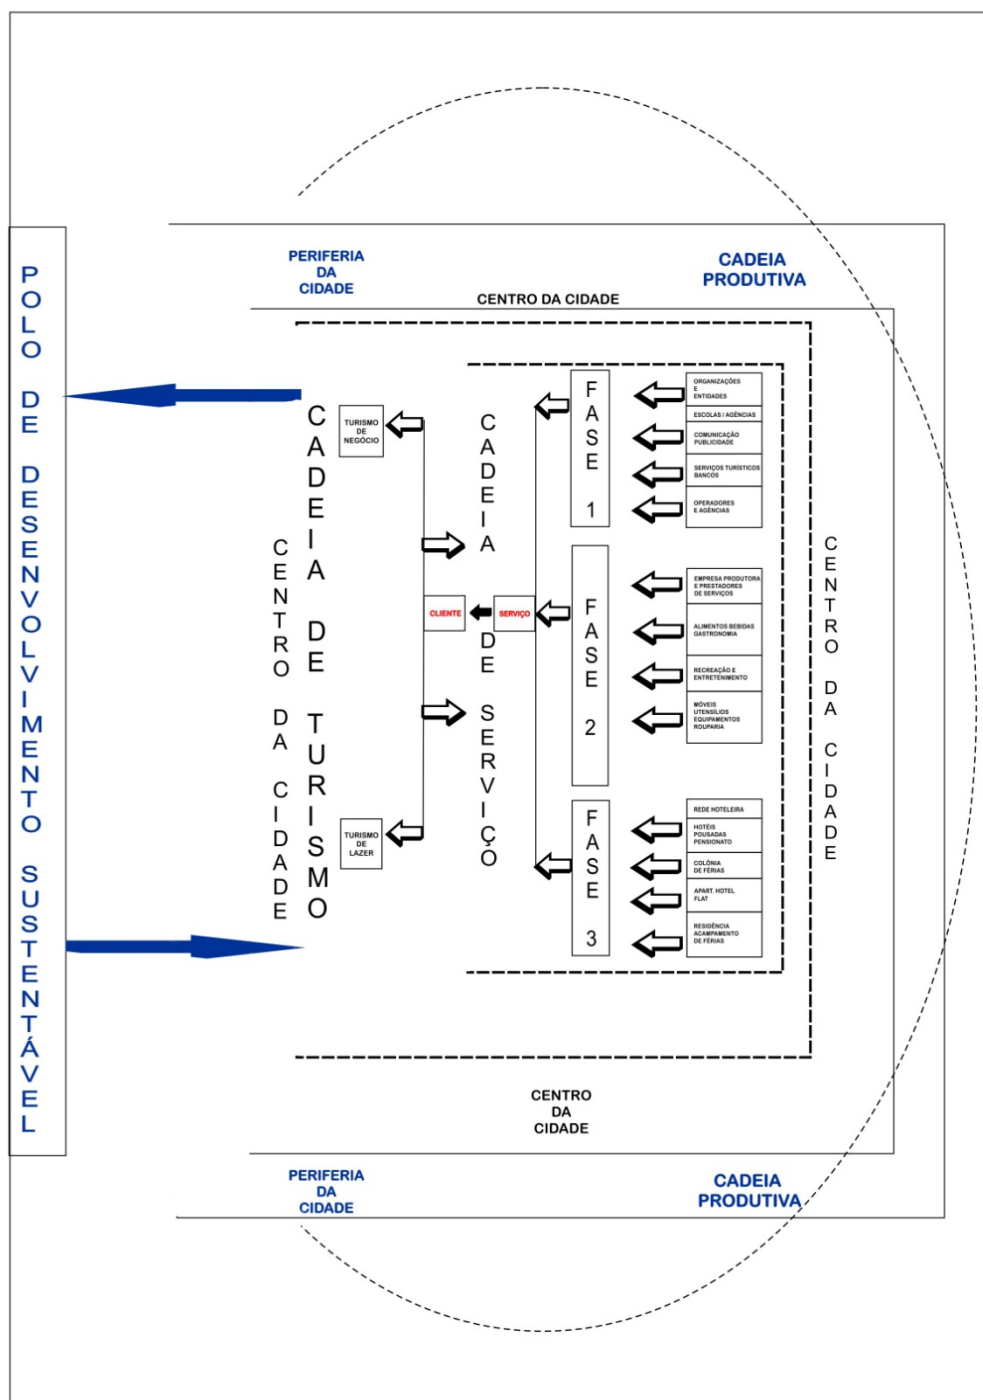 POLO DE DESENVOLVIMENTO SUSTENTÁVEL
PERIFERIA
DA
CIDADE
CADEIA
PRODUTIVA
CENTRO DA CIDADE
CENTRO DA CIDADE
CADEIA DE TURISMO
TURISMO
DE
NEGÓCIO
TURISMO
DE
LAZER
CLIENTE
SERVIÇO
CADEIA DE SERVIÇO
FASE 1
ORGANIZAÇÕES
E
ENTIDADES
ESCOLAS / AGÊNCIAS
COMUNICAÇÃO
PUBLICIDADE
SERVIÇOS TURÍSTICOS
BANCOS
OPERADORES
E AGÊNCIAS
FASE 2
EMPRESA PRODUTORA
E PRESTADORES
DE SERVIÇOS
ALIMENTOS BEBIDAS
GASTRONOMIA
RECREAÇÃO E
ENTRETENIMENTO
MÓVEIS
UTENSÍLIOS
EQUIPAMENTOS
ROUPARIA
FASE 3
REDE HOTELEIRA
HOTÉIS
POUSADAS
PENSIONATO
COLÔNIA
DE FÉRIAS
APART. HOTEL
FLAT
RESIDÊNCIA
ACAMPAMENTO
DE FÉRIAS
CENTRO DA CIDADE
CENTRO
DA
CIDADE
PERIFERIA
DA
CIDADE
CADEIA
PRODUTIVA